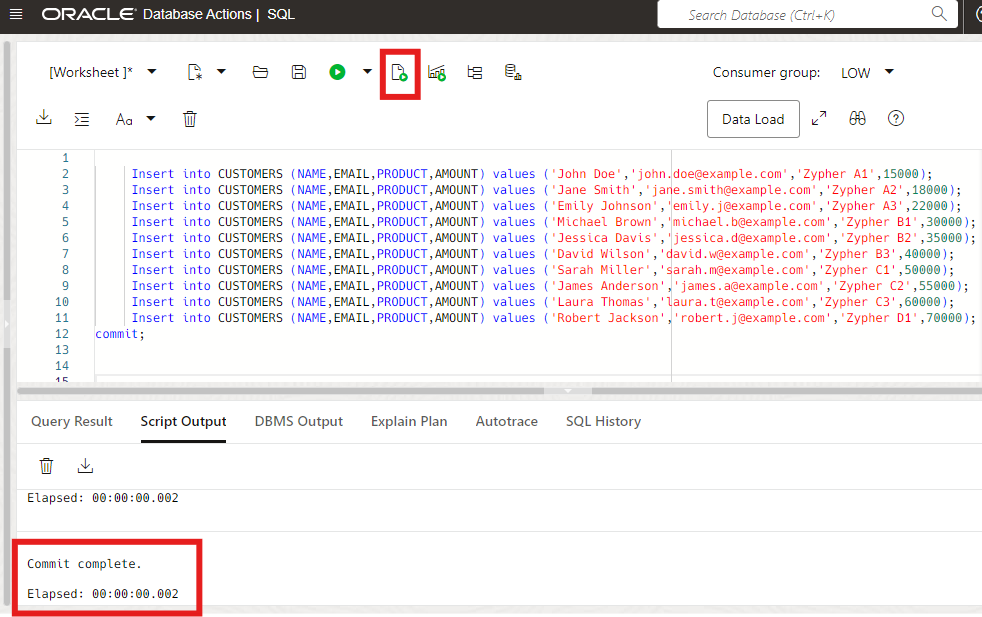 ORACLE Database Actions | SQL
Search Database (Ctrl+K)
[Worksheet ]*
Consumer group: LOW
Aa
Data Load
1
2 Insert into CUSTOMERS (NAME,EMAIL,PRODUCT,AMOUNT) values ('John Doe','john.doe@example.com','Zypher A1',15000);
3 Insert into CUSTOMERS (NAME,EMAIL,PRODUCT,AMOUNT) values ('Jane Smith','jane.smith@example.com','Zypher A2',18000);
4 Insert into CUSTOMERS (NAME,EMAIL,PRODUCT,AMOUNT) values ('Emily Johnson','emily.j@example.com','Zypher A3',22000);
5 Insert into CUSTOMERS (NAME,EMAIL,PRODUCT,AMOUNT) values ('Michael Brown','michael.b@example.com','Zypher B1',30000);
6 Insert into CUSTOMERS (NAME,EMAIL,PRODUCT,AMOUNT) values ('Jessica Davis','jessica.d@example.com','Zypher B2',35000);
7 Insert into CUSTOMERS (NAME,EMAIL,PRODUCT,AMOUNT) values ('David Wilson','david.w@example.com','Zypher B3',40000);
8 Insert into CUSTOMERS (NAME,EMAIL,PRODUCT,AMOUNT) values ('Sarah Miller','sarah.m@example.com','Zypher C1',50000);
9 Insert into CUSTOMERS (NAME,EMAIL,PRODUCT,AMOUNT) values ('James Anderson','james.a@example.com','Zypher C2',55000);
10 Insert into CUSTOMERS (NAME,EMAIL,PRODUCT,AMOUNT) values ('Laura Thomas','laura.t@example.com','Zypher C3',60000);
11 Insert into CUSTOMERS (NAME,EMAIL,PRODUCT,AMOUNT) values ('Robert Jackson','robert.j@example.com','Zypher D1',70000);
12 commit;
13
14
15
Query Result Script Output DBMS Output Explain Plan Autotrace SQL History
Elapsed: 00:00:00.002
Commit complete.
Elapsed: 00:00:00.002